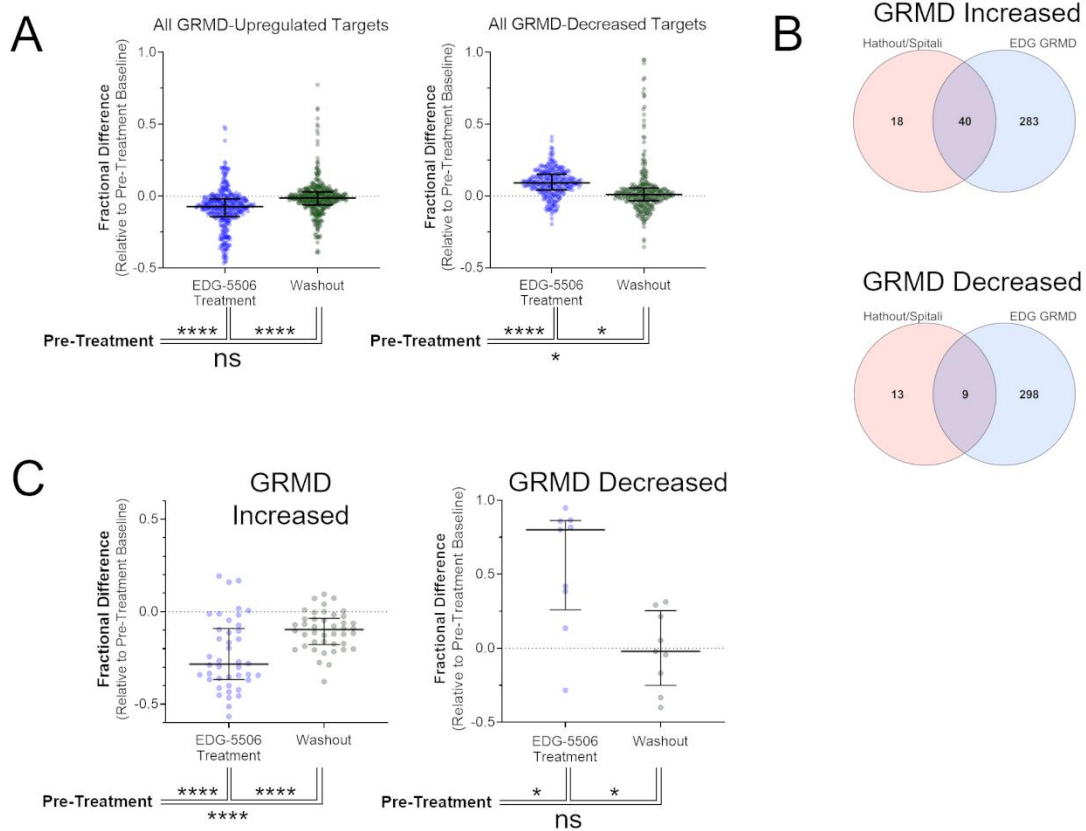 A
All GRMD-Upregulated Targets
Fractional Difference
(Relative to Pre-Treatment Baseline)
1.0
0.5
0.0
-0.5
EDG-5506
Treatment
Washout
Pre-Treatment
****
****
ns
All GRMD-Decreased Targets
Fractional Difference
(Relative to Pre-Treatment Baseline)
1.0
0.5
0.0
-0.5
EDG-5506
Treatment
Washout
Pre-Treatment
****
*
*
B
GRMD Increased
Hathout/Spitali
EDG GRMD
18
40
283
GRMD Decreased
Hathout/Spitali
EDG GRMD
13
9
298
C
GRMD
Increased
Fractional Difference
(Relative to Pre-Treatment Baseline)
0.5
0.0
-0.5
EDG-5506
Treatment
Washout
Pre-Treatment
****
****
****
GRMD Decreased
Fractional Difference
(Relative to Pre-Treatment Baseline)
1.0
0.5
0.0
-0.5
EDG-5506
Treatment
Washout
Pre-Treatment
*
*
ns